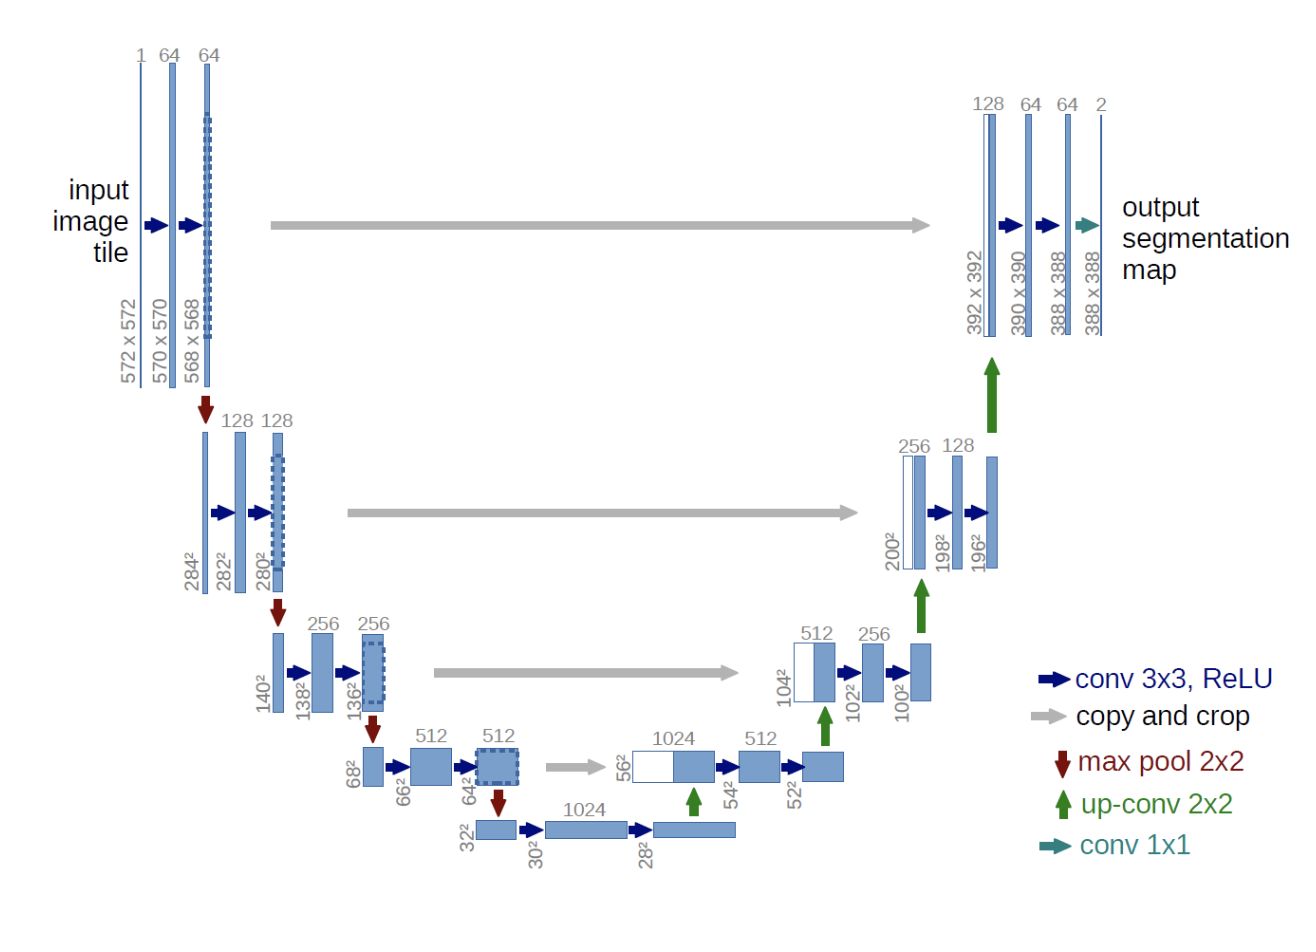 1 64 64
128 64 64 2
input
image
tile
output
segmentation
map
572 x 572
570 x 570
568 x 568
392 x 392
390 x 390
388 x 388
388 x 388
128 128
256 128
284²
282²
280²
200²
198²
196²
256 256
512 256
140²
138²
136²
104²
102²
100²
512 512
1024 512
68²
66²
64²
56²
54²
52²
1024
32²
30²
28²
conv 3x3, ReLU
copy and crop
max pool 2x2
up-conv 2x2
conv 1x1